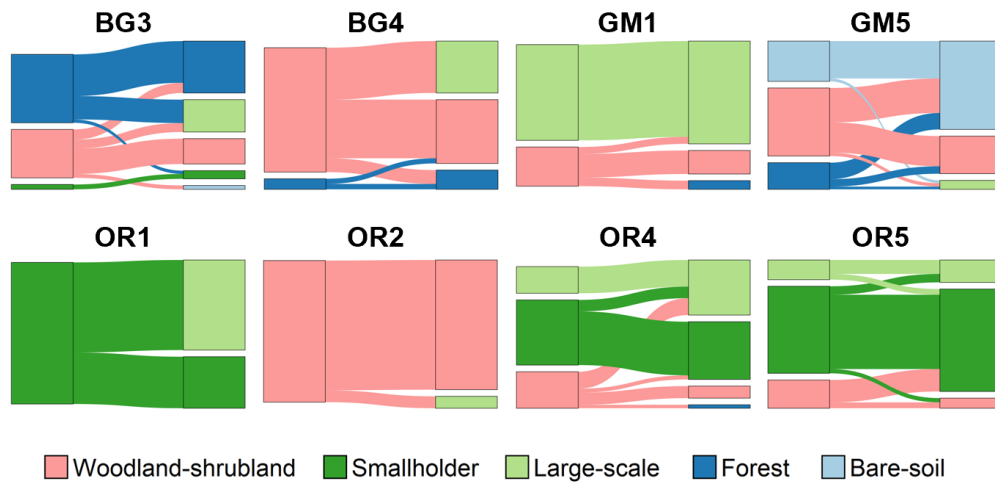 BG3 BG4 GM1 GM5
OR1 OR2 OR4 OR5
Woodland-shrubland Smallholder Large-scale Forest Bare-soil